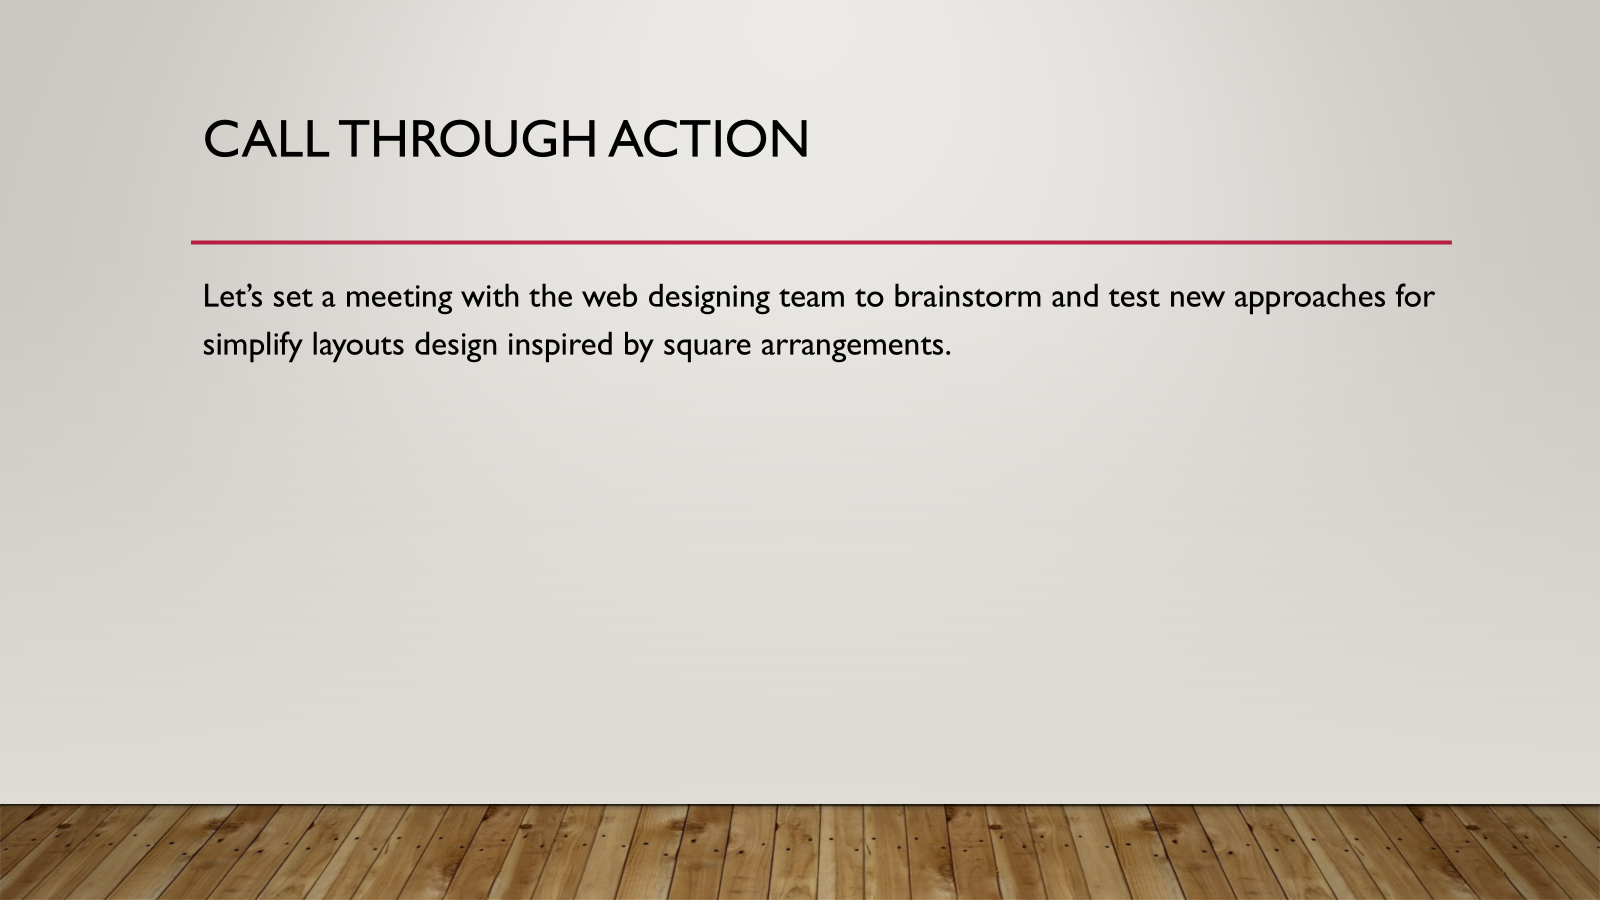 CALL THROUGH ACTION
Let’s set a meeting with the web designing team to brainstorm and test new approaches for
simplify layouts design inspired by square arrangements.